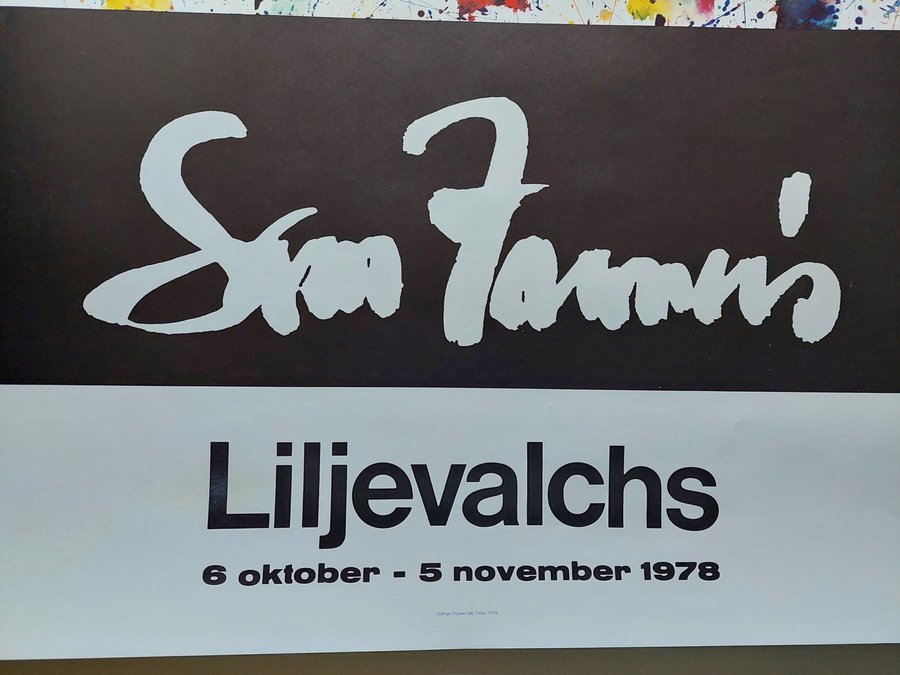 Sam Francis
Liljevalchs
6 oktober - 5 november 1978